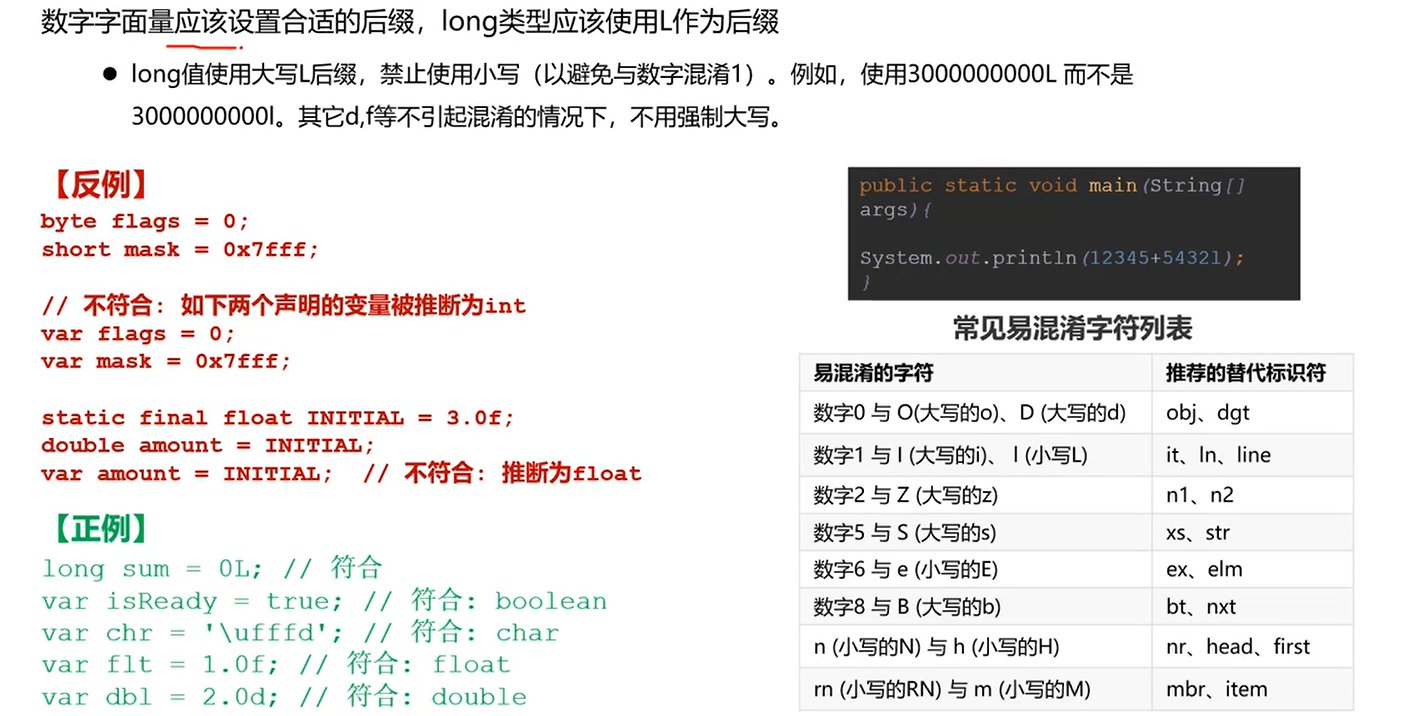 数字字面量应该设置合适的后缀，long类型应该使用L作为后缀
● long值使用大写L后缀，禁止使用小写（以避免与数字混淆1）。例如，使用3000000000L 而不是
3000000000l。其它d,f等不引起混淆的情况下，不用强制大写。
【反例】
byte flags = 0;
short mask = 0x7fff;
// 不符合：如下两个声明的变量被推断为int
var flags = 0;
var mask = 0x7fff;
static final float INITIAL = 3.0f;
double amount = INITIAL;
var amount = INITIAL;  // 不符合：推断为float
【正例】
long sum = 0L; // 符合
var isReady = true; // 符合：boolean
var chr = '\ufffd'; // 符合：char
var flt = 1.0f; // 符合：float
var dbl = 2.0d; // 符合：double
public static void main(String[]
args){
System.out.println(12345+5432l);
}
常见易混淆字符列表
易混淆的字符 推荐的替代标识符
数字0 与 O(大写的o)、D (大写的d) obj、dgt
数字1 与 I (大写的i)、 l (小写L) it、ln、line
数字2 与 Z (大写的z) n1、n2
数字5 与 S (大写的s) xs、str
数字6 与 e (小写的E) ex、elm
数字8 与 B (大写的b) bt、nxt
n (小写的N) 与 h (小写的H) nr、head、first
rn (小写的RN) 与 m (小写的M) mbr、item